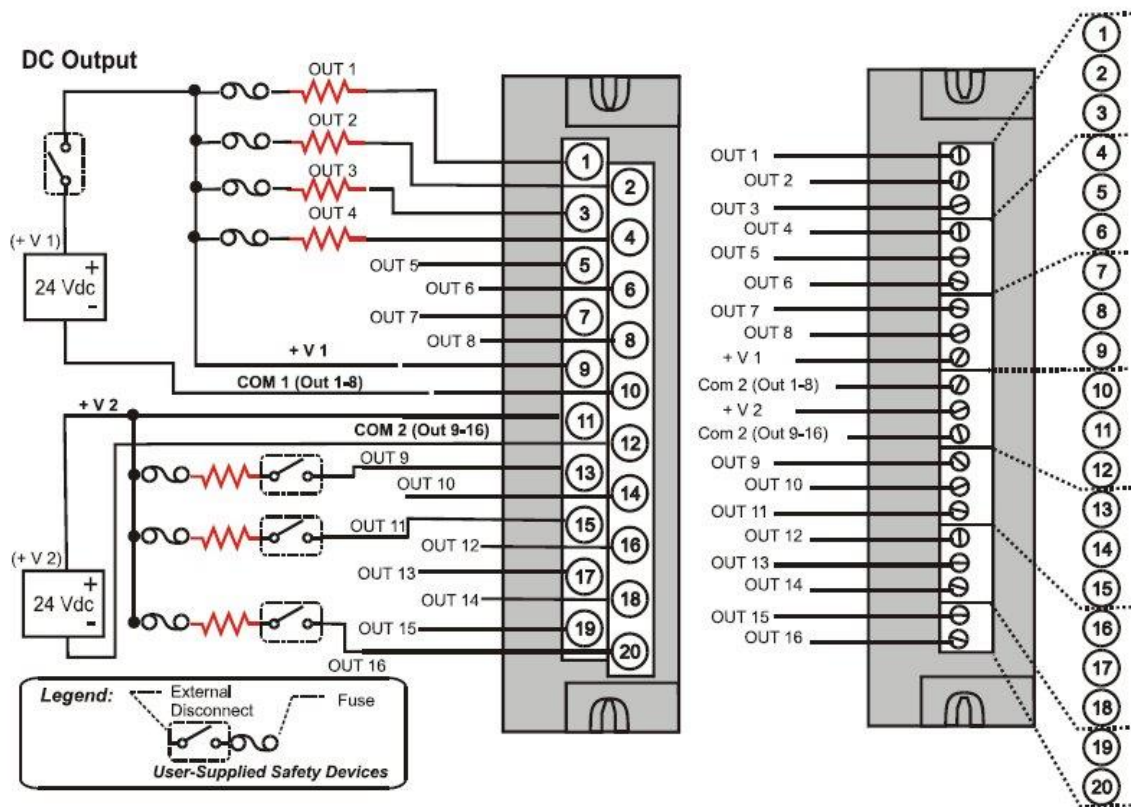 DC Output
OUT 1
OUT 2
OUT 3
OUT 4
(+ V 1)
+
24 Vdc
-
OUT 5
OUT 6
OUT 7
OUT 8
+ V 1
COM 1 (Out 1-8)
+ V 2
COM 2 (Out 9-16)
OUT 9
OUT 10
OUT 11
OUT 12
(+ V 2)
+
24 Vdc
-
OUT 13
OUT 14
OUT 15
OUT 16
1
2
3
4
5
6
7
8
9
10
11
12
13
14
15
16
17
18
19
20
Legend:
External
Disconnect
Fuse
User-Supplied Safety Devices
OUT 1
OUT 2
OUT 3
OUT 4
OUT 5
OUT 6
OUT 7
OUT 8
+ V 1
Com 2 (Out 1-8)
+ V 2
Com 2 (Out 9-16)
OUT 9
OUT 10
OUT 11
OUT 12
OUT 13
OUT 14
OUT 15
OUT 16
1
2
3
4
5
6
7
8
9
10
11
12
13
14
15
16
17
18
19
20